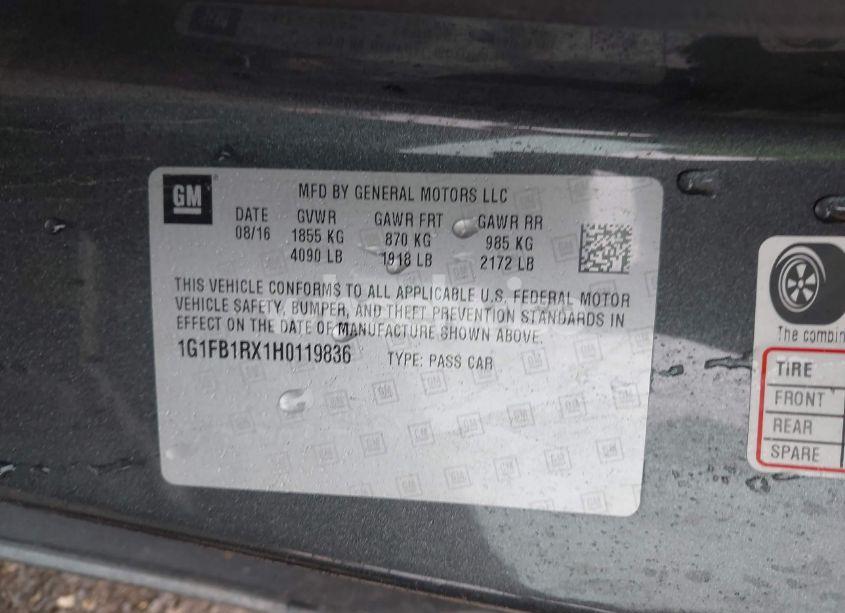 GM
MFD BY GENERAL MOTORS LLC
DATE GVWR GAWR FRT GAWR RR
08/16 1855 KG 870 KG 985 KG
4090 LB 1918 LB 2172 LB
THIS VEHICLE CONFORMS TO ALL APPLICABLE U.S. FEDERAL MOTOR
VEHICLE SAFETY, BUMPER, AND THEFT PREVENTION STANDARDS IN
EFFECT ON THE DATE OF MANUFACTURE SHOWN ABOVE.
1G1FB1RX1H0119836 TYPE: PASS CAR
The combin
TIRE
FRONT
REAR
SPARE